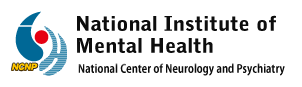 National Institute of
Mental Health
NCNP
National Center of Neurology and Psychiatry